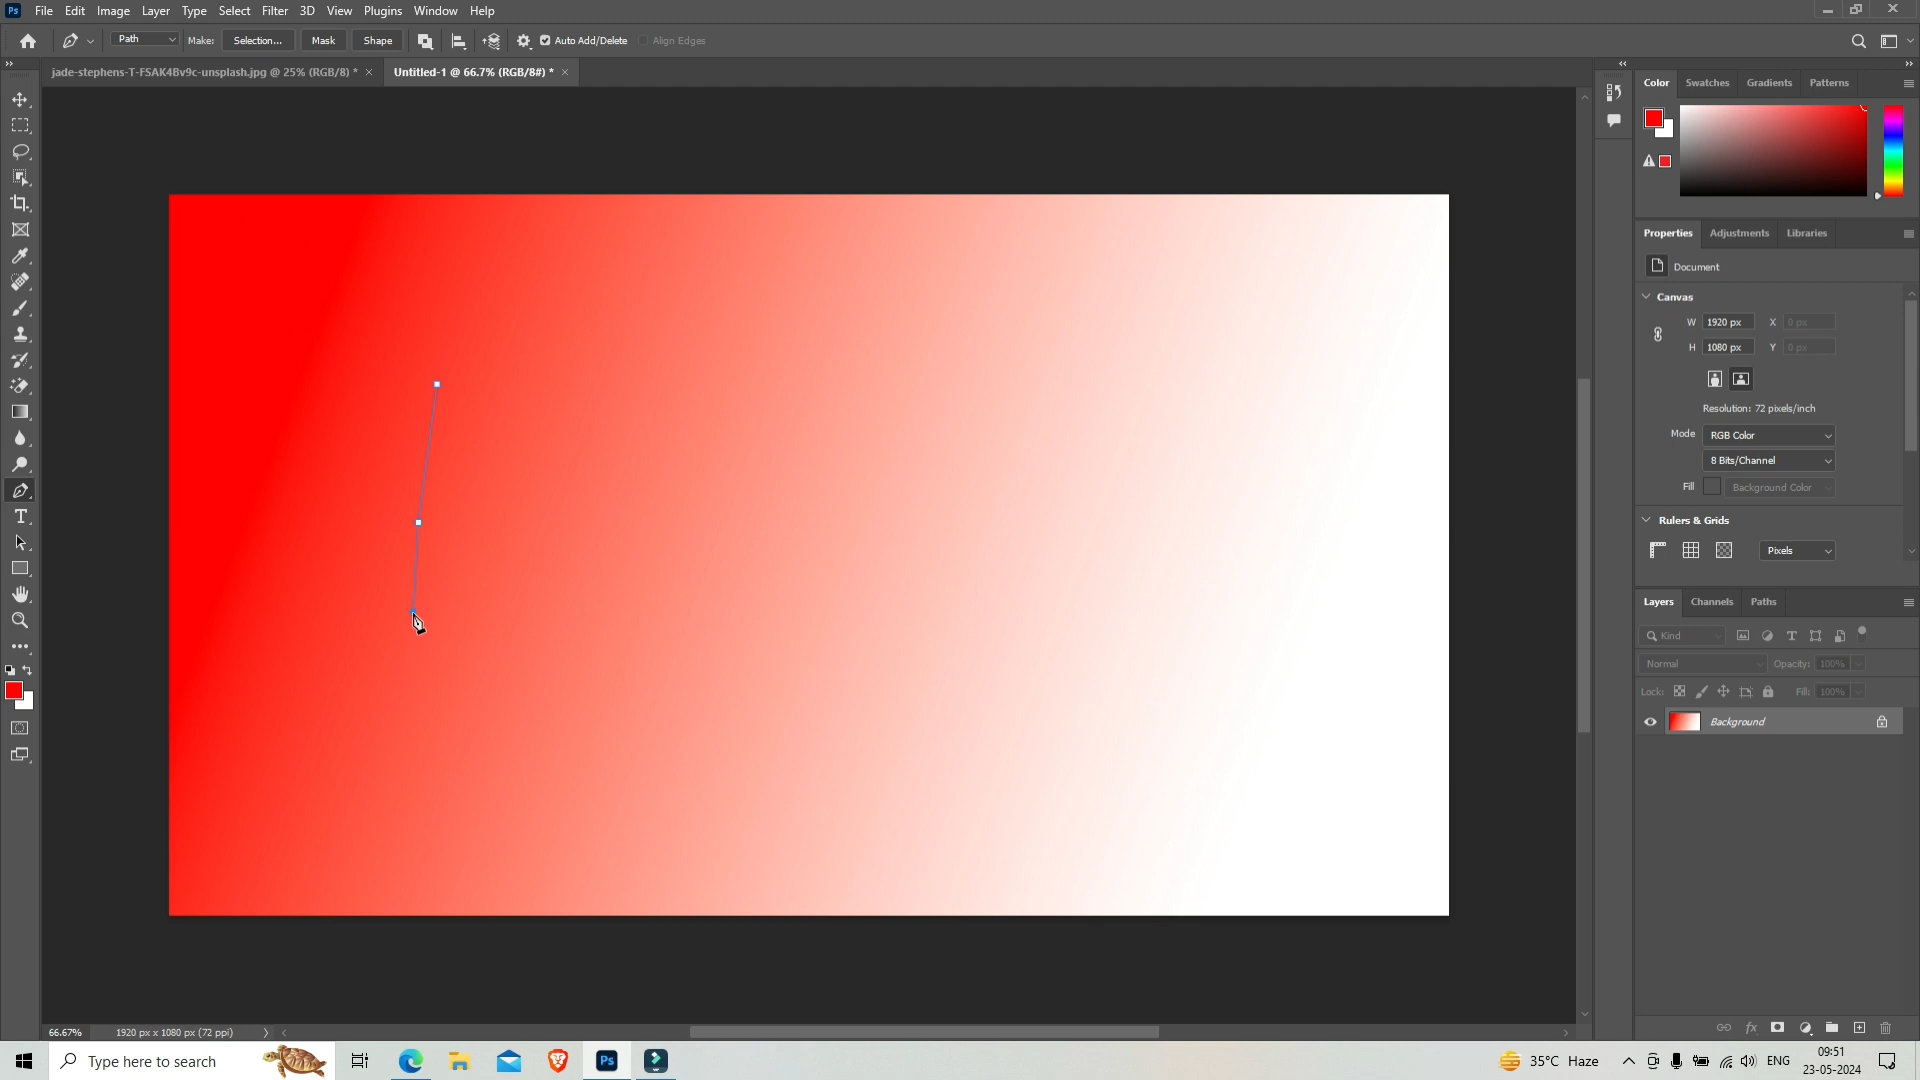 Ps File Edit Image Layer Type Select Filter 3D View Plugins Window Help
Path Make: Selection... Mask Shape Auto Add/Delete Align Edges
jade-stephens-T-FSAK4Bv9c-unsplash.jpg @ 25% (RGB/8) * × Untitled-1 @ 66.7% (RGB/8#) * ×
Color Swatches Gradients Patterns
Properties Adjustments Libraries
Document
Canvas
W 1920 px X 0 px
H 1080 px Y 0 px
Resolution: 72 pixels/inch
Mode RGB Color
8 Bits/Channel
Fill Background Color
Rulers & Grids
Pixels
Layers Channels Paths
Kind
Normal Opacity: 100%
Lock: Fill: 100%
Background
fx
66.67% 1920 px x 1080 px (72 ppi)
Type here to search Ps 35°C Haze ENG 09:51
23-05-2024